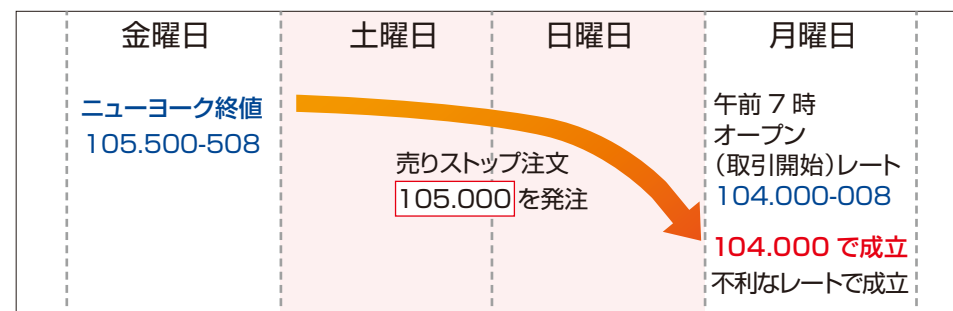 金曜日
土曜日
日曜日
月曜日
ニューヨーク終値
105.500-508
売りストップ注文
105.000 を発注
午前7時
オープン
(取引開始)レート
104.000-008
104.000 で成立
不利なレートで成立